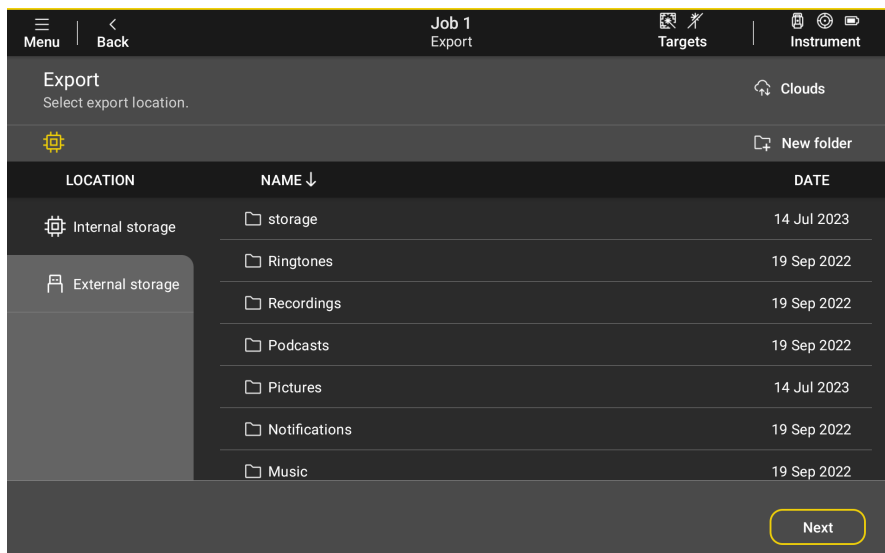 Menu
Back
Job 1
Export
Targets
Instrument
Export
Select export location.
Clouds
New folder
LOCATION NAME DATE
Internal storage
External storage
storage 14 Jul 2023
Ringtones 19 Sep 2022
Recordings 19 Sep 2022
Podcasts 19 Sep 2022
Pictures 14 Jul 2023
Notifications 19 Sep 2022
Music 19 Sep 2022
Next